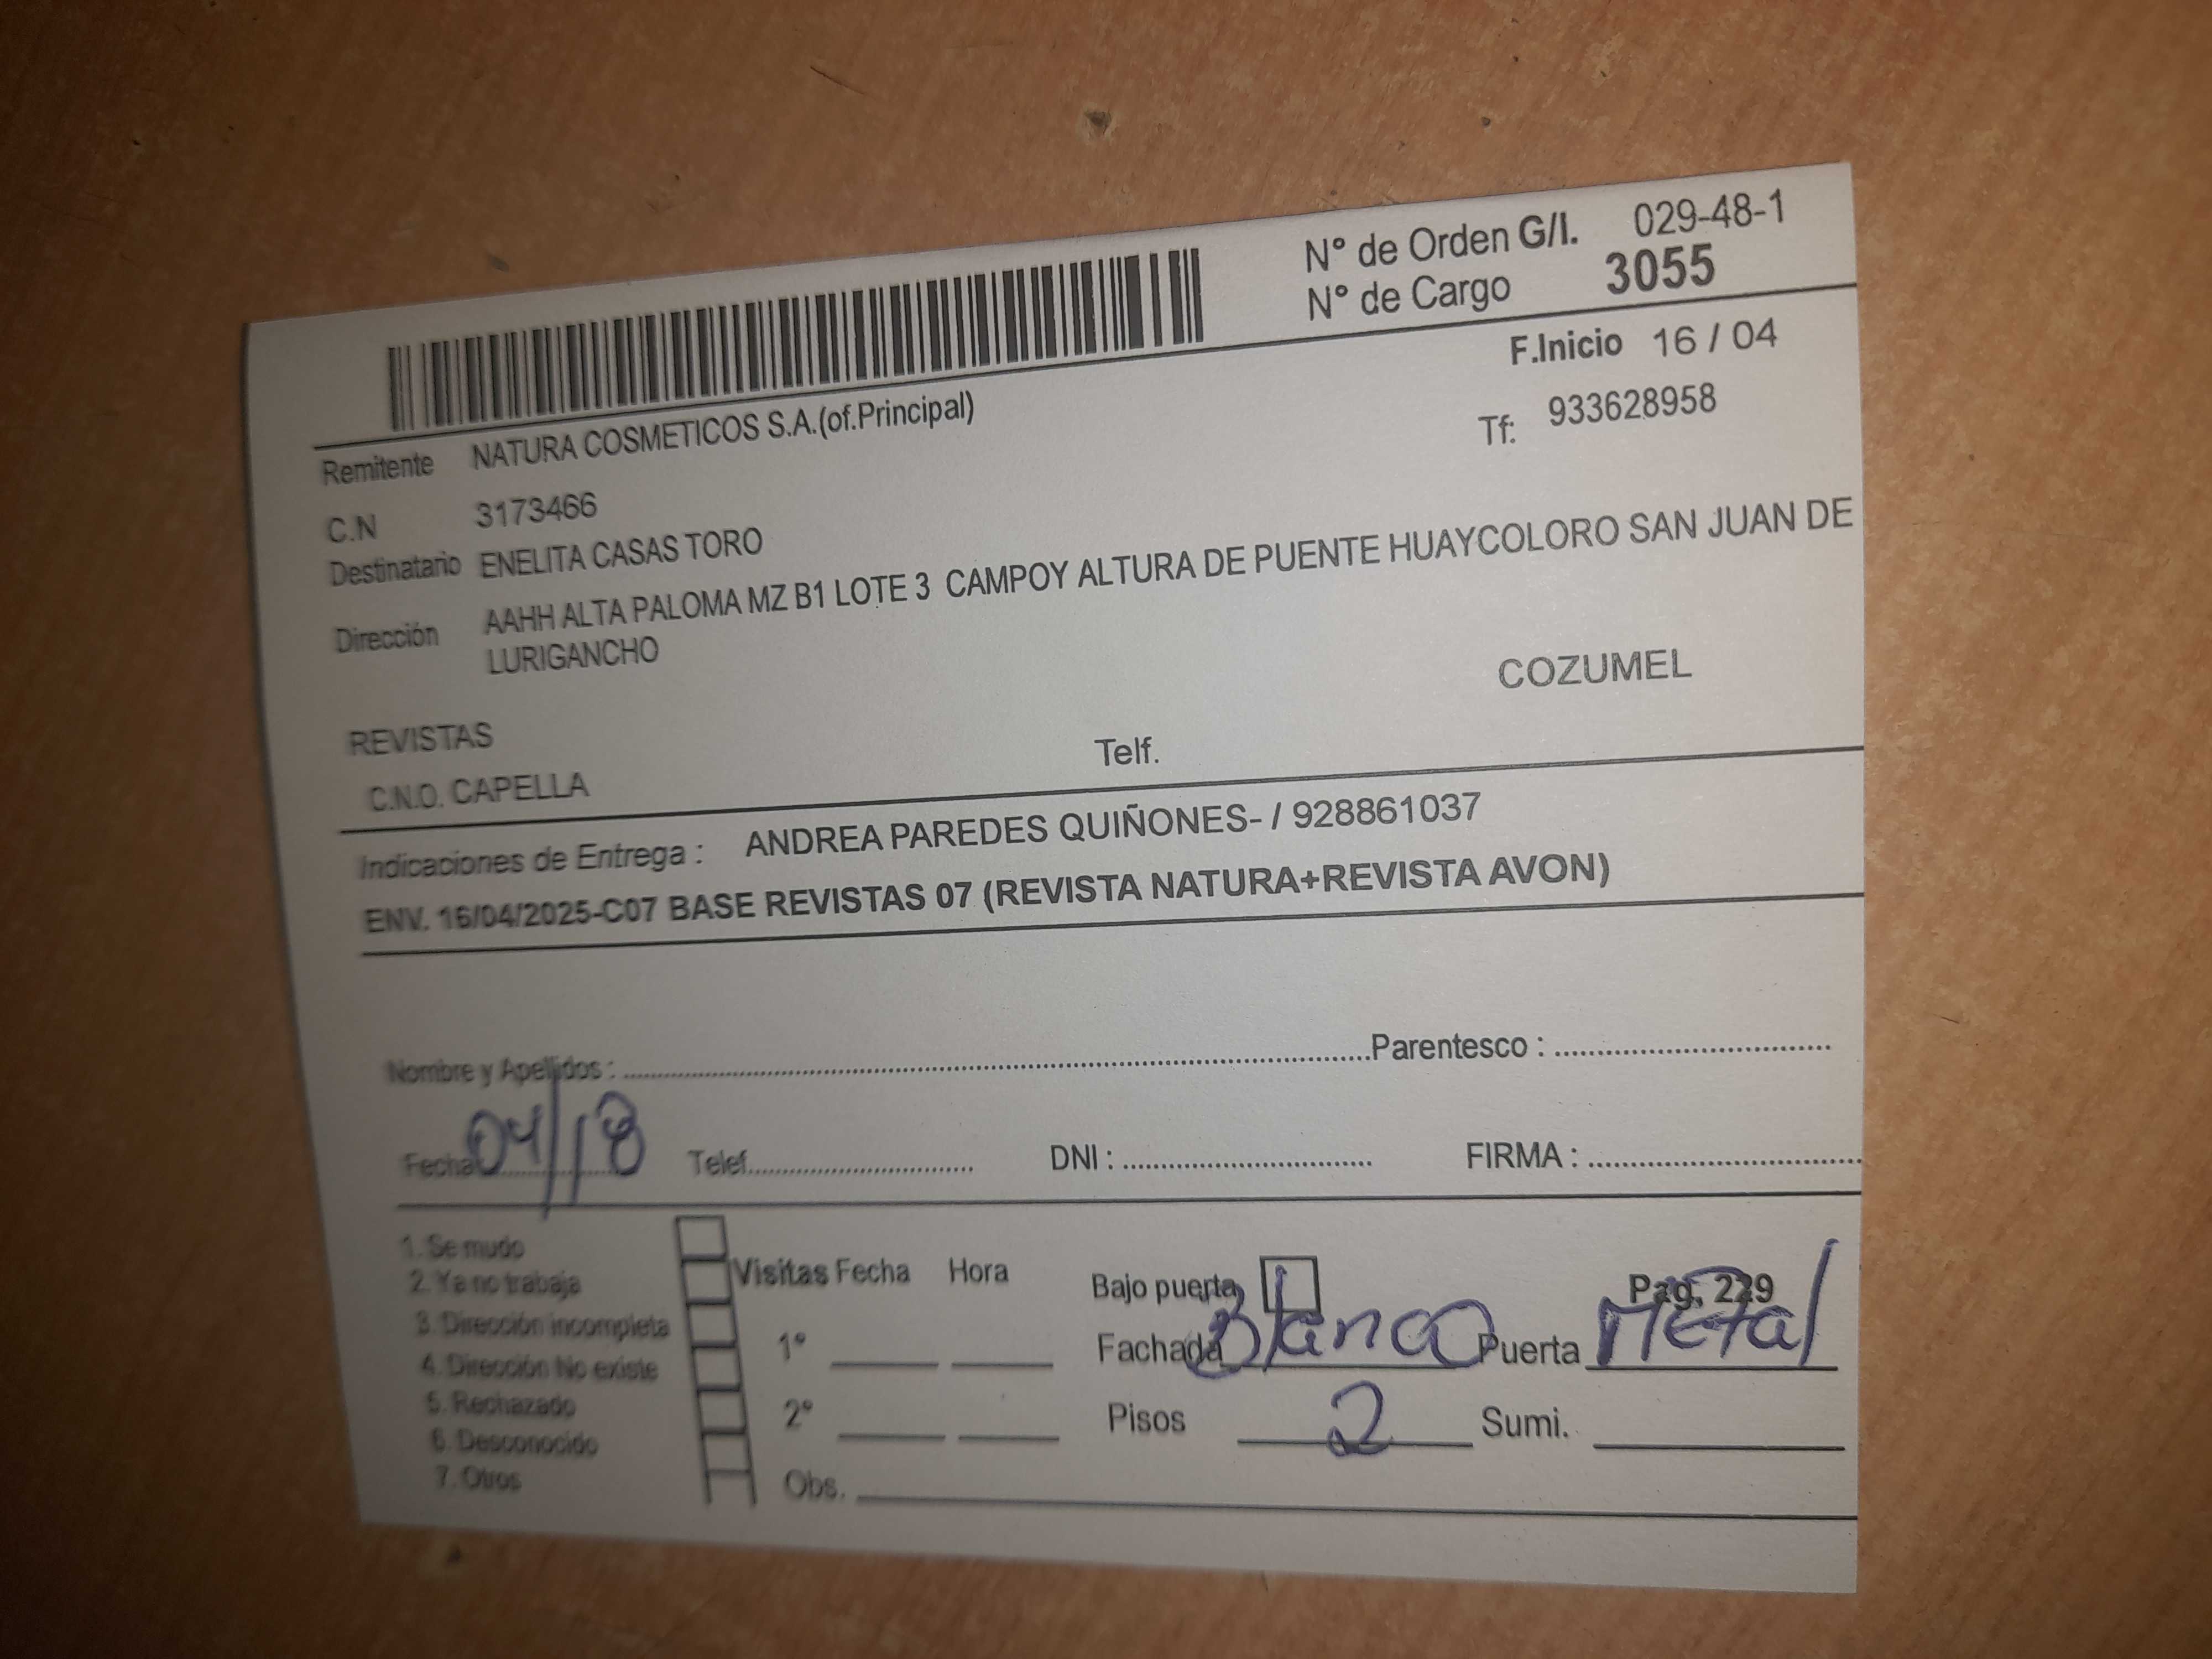 N° de Orden G/I. 029-48-1
N° de Cargo 3055
F.Inicio 16 / 04
Remitente NATURA COSMETICOS S.A.(of.Principal)
Tf: 933628958
C.N 3173466
Destinatario ENELITA CASAS TORO
Dirección AAHH ALTA PALOMA MZ B1 LOTE 3 CAMPOY ALTURA DE PUENTE HUAYCOLORO SAN JUAN DE
LURIGANCHO
COZUMEL
REVISTAS
C.N.O. CAPELLA Telf.
Indicaciones de Entrega : ANDREA PAREDES QUIÑONES- / 928861037
ENV. 16/04/2025-C07 BASE REVISTAS 07 (REVISTA NATURA+REVISTA AVON)
Nombre y Apellidos : Parentesco :
Fecha 04/18 Telef. DNI : FIRMA :
1. Se mudo
2. Ya no trabaja
3. Dirección incompleta
4. Dirección No existe
5. Rechazado
6. Desconocido
7. Otros
Visitas Fecha Hora
1°
2°
Obs.
Bajo puerta Pag. 229
Fachada Blanco Puerta Metal
Pisos 2 Sumi.